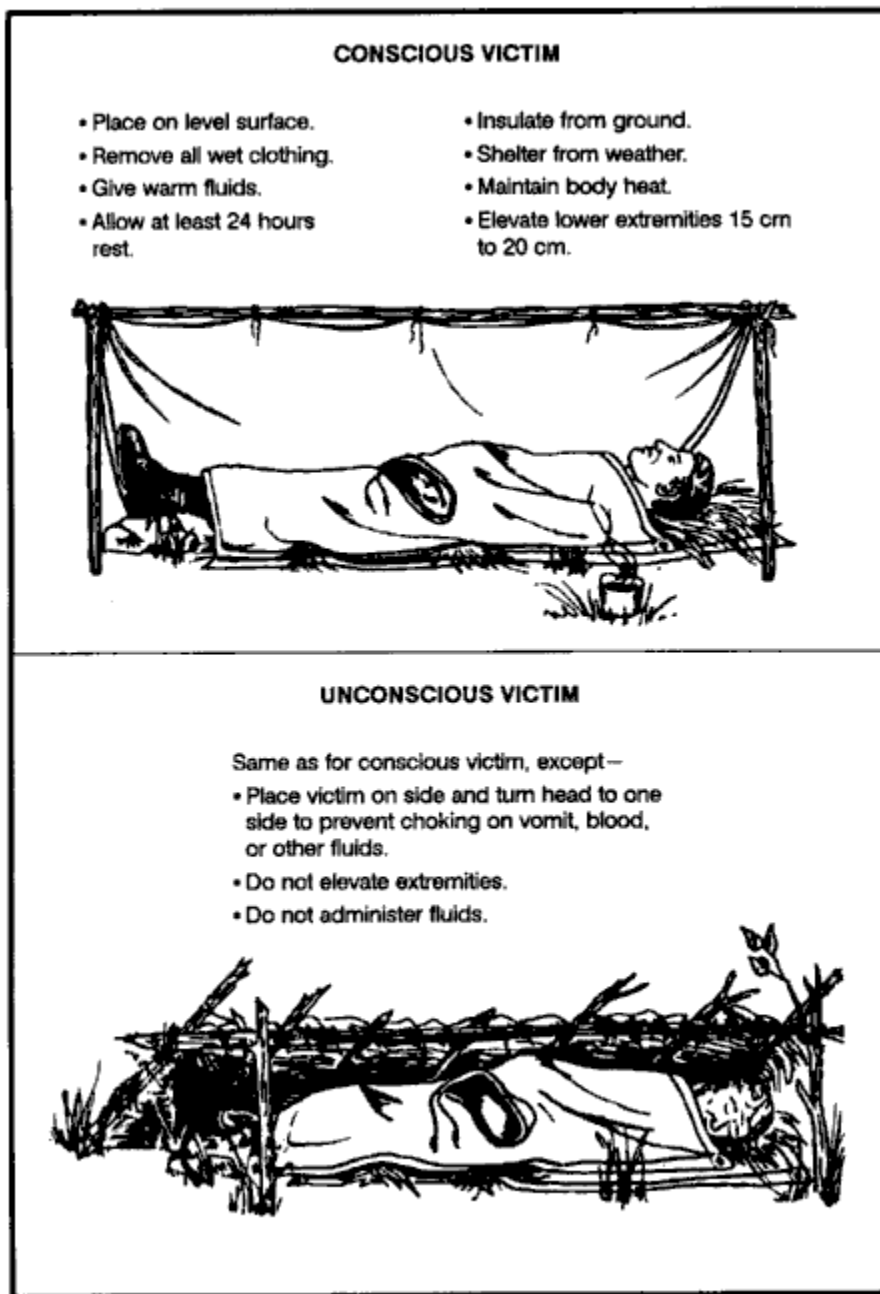 CONSCIOUS VICTIM
• Place on level surface.
• Remove all wet clothing.
• Give warm fluids.
• Allow at least 24 hours
rest.
• Insulate from ground.
• Shelter from weather.
• Maintain body heat.
• Elevate lower extremities 15 cm
to 20 cm.
UNCONSCIOUS VICTIM
Same as for conscious victim, except—
• Place victim on side and turn head to one
side to prevent choking on vomit, blood,
or other fluids.
• Do not elevate extremities.
• Do not administer fluids.